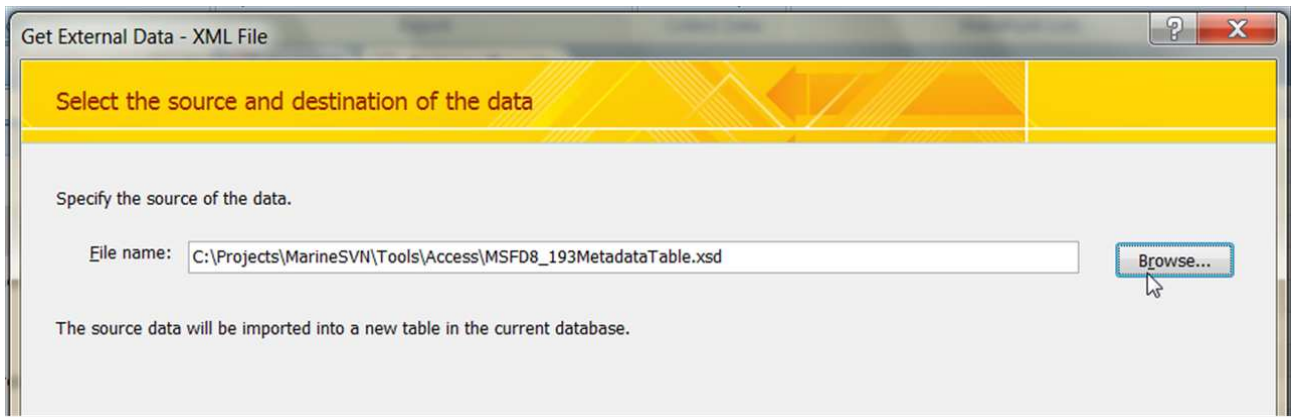 Get External Data - XML File
Select the source and destination of the data
Specify the source of the data.
File name: C:\Projects\MarineSVN\Tools\Access\MSFD8_193MetadataTable.xsd Browse...
The source data will be imported into a new table in the current database.